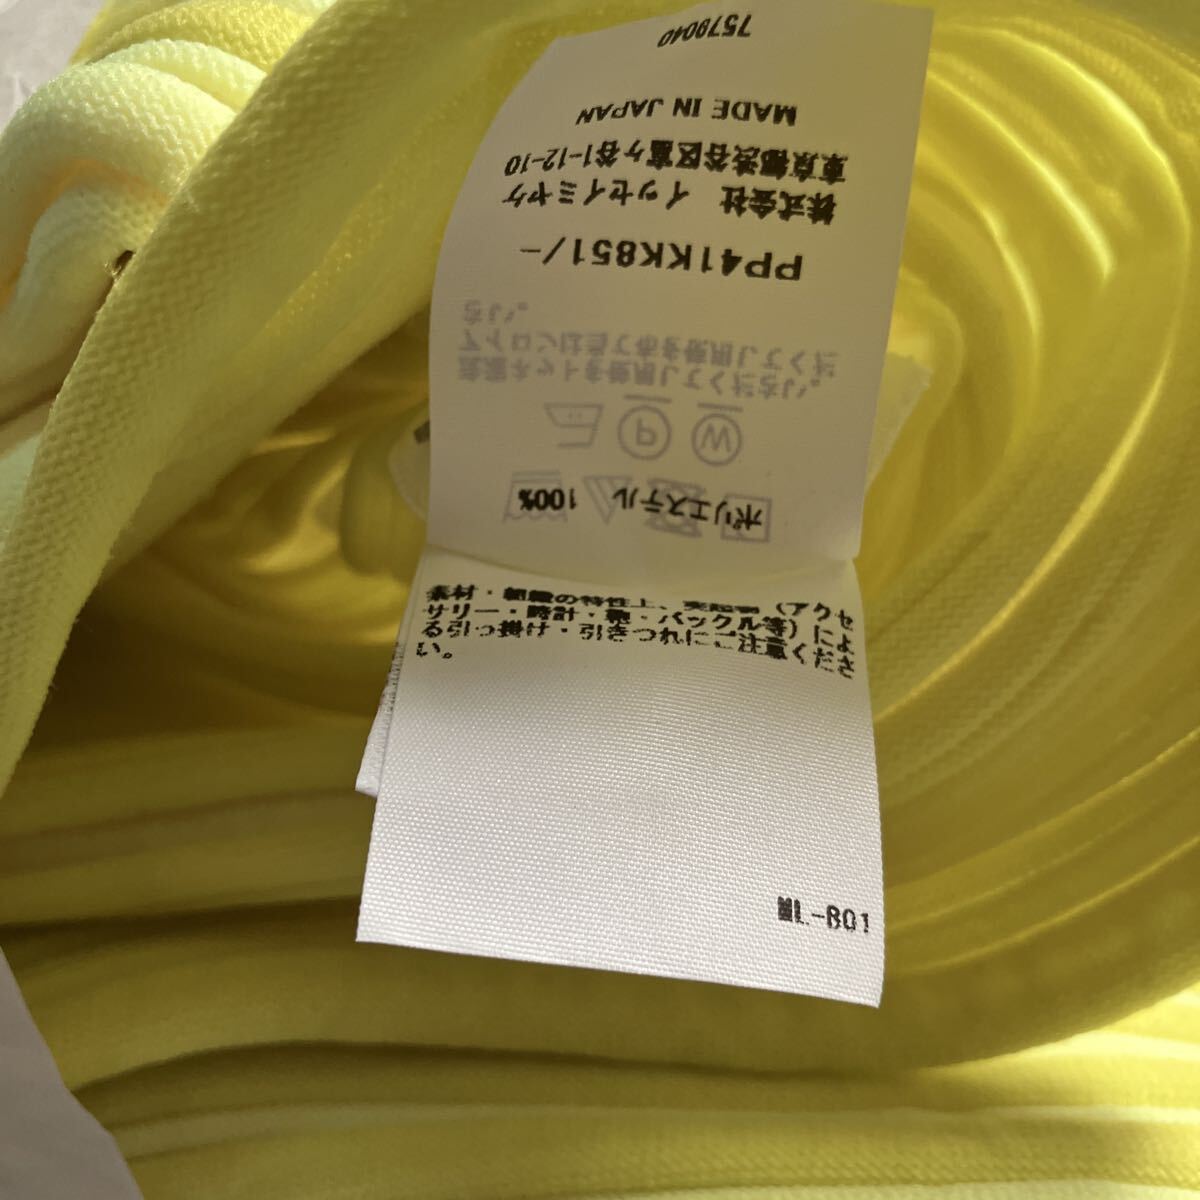 ポリエステル 100%
PP41KK851/−
株式会社 イッセイミヤケ
東京都渋谷区富ヶ谷1-12-10
MADE IN JAPAN
7579040
W
P
素材・組織の特性上、突起物（アクセ
サリー・時計・鞄・バックル等）によ
る引っ掛け・引きつれにご注意くださ
い。
ML-B01